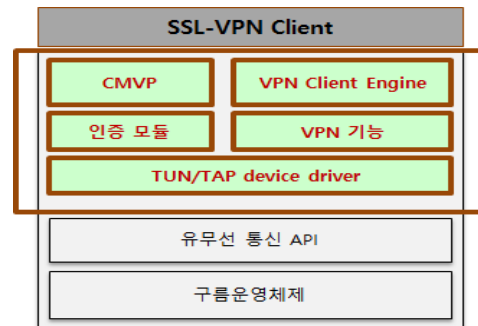 SSL-VPN Client
CMVP
VPN Client Engine
인증 모듈
VPN 기능
TUN/TAP device driver
유무선 통신 API
구름운영체제